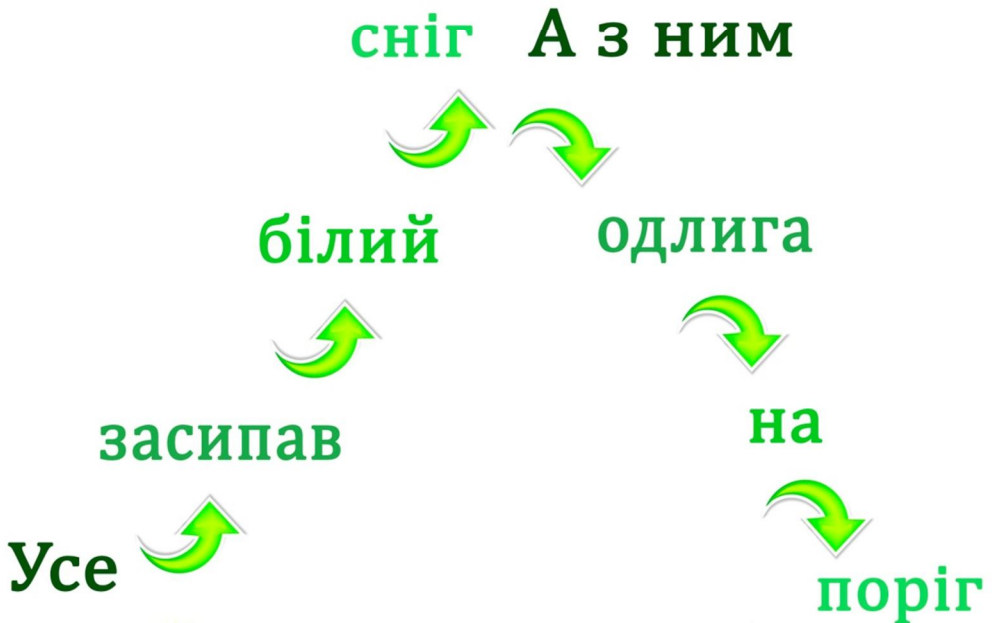 Усе
засипав
білий
сніг
А з ним
одлига
на
поріг